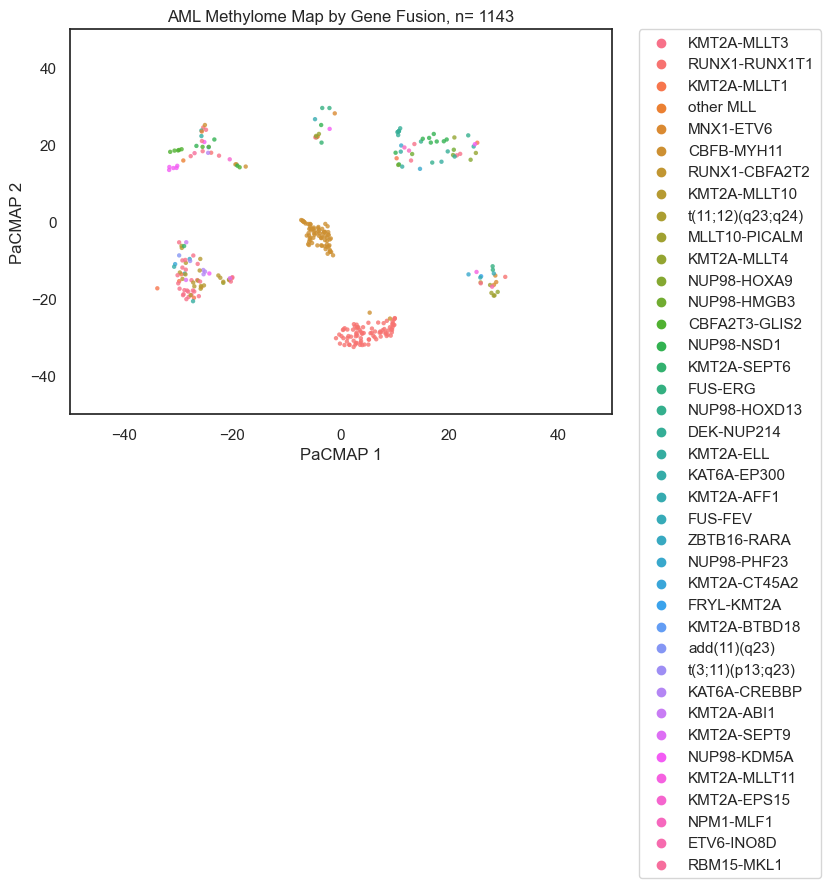 AML Methylome Map by Gene Fusion, n= 1143
40
20
0
−20
−40
PaCMAP 2
−40
−20
0
20
40
PaCMAP 1
KMT2A-MLLT3
RUNX1-RUNX1T1
KMT2A-MLLT1
other MLL
MNX1-ETV6
CBFB-MYH11
RUNX1-CBFA2T2
KMT2A-MLLT10
t(11;12)(q23;q24)
MLLT10-PICALM
KMT2A-MLLT4
NUP98-HOXA9
NUP98-HMGB3
CBFA2T3-GLIS2
NUP98-NSD1
KMT2A-SEPT6
FUS-ERG
NUP98-HOXD13
DEK-NUP214
KMT2A-ELL
KAT6A-EP300
KMT2A-AFF1
FUS-FEV
ZBTB16-RARA
NUP98-PHF23
KMT2A-CT45A2
FRYL-KMT2A
KMT2A-BTBD18
add(11)(q23)
t(3;11)(p13;q23)
KAT6A-CREBBP
KMT2A-ABI1
KMT2A-SEPT9
NUP98-KDM5A
KMT2A-MLLT11
KMT2A-EPS15
NPM1-MLF1
ETV6-INO8D
RBM15-MKL1